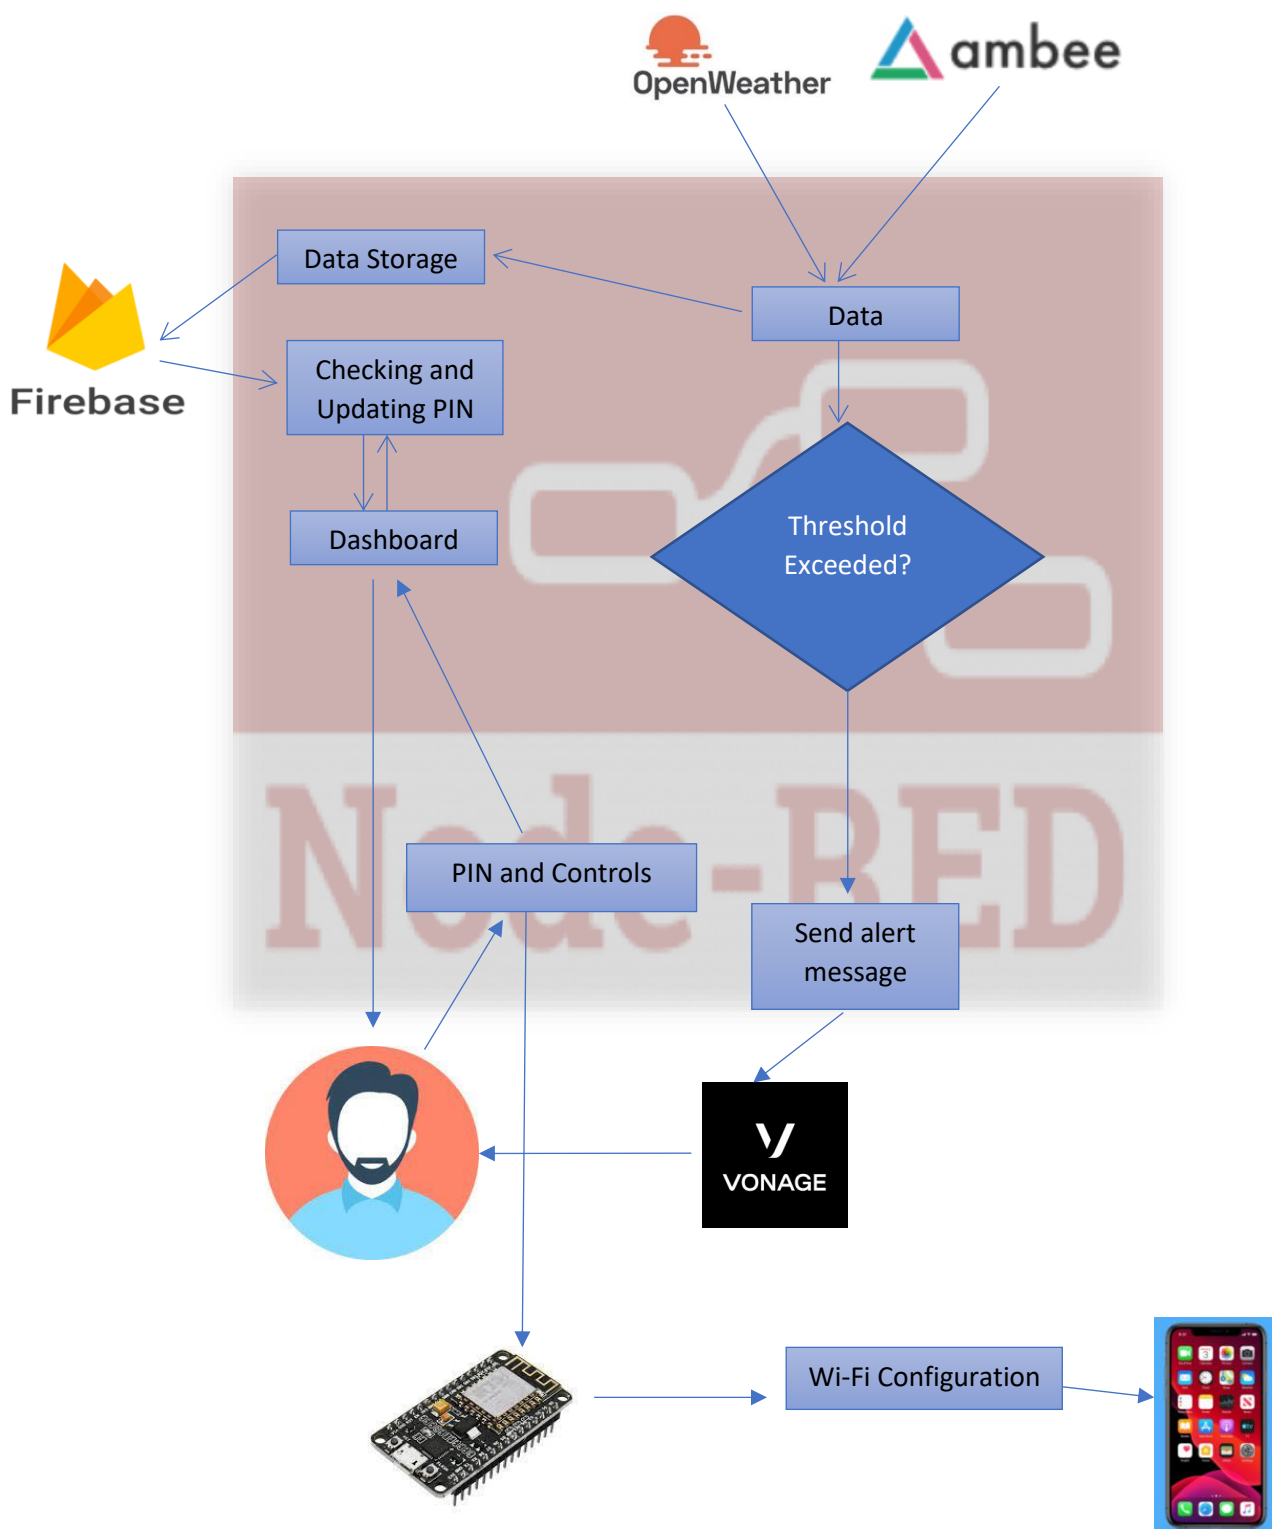 OpenWeather
ambee
Data Storage
Data
Firebase
Checking and
Updating PIN
Threshold
Exceeded?
Dashboard
Node-RED
PIN and Controls
Send alert
message
VONAGE
Wi-Fi Configuration